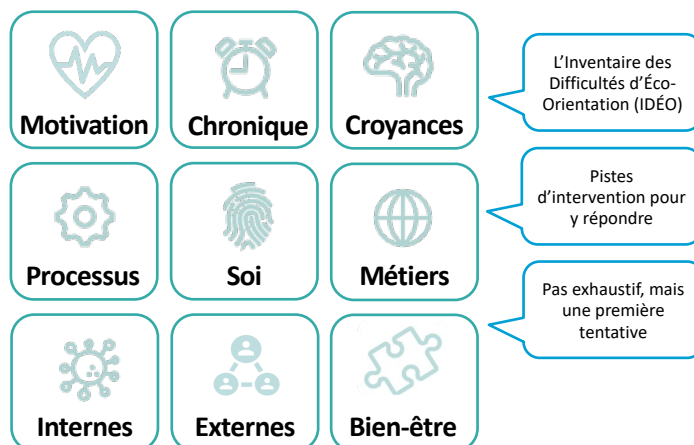 Motivation
Chronique
Croyances
L’Inventaire des
Difficultés d’Éco-
Orientation (IDÉO)
Processus
Soi
Métiers
Pistes
d’intervention pour
y répondre
Pas exhaustif, mais
une première
tentative
Internes
Externes
Bien-être